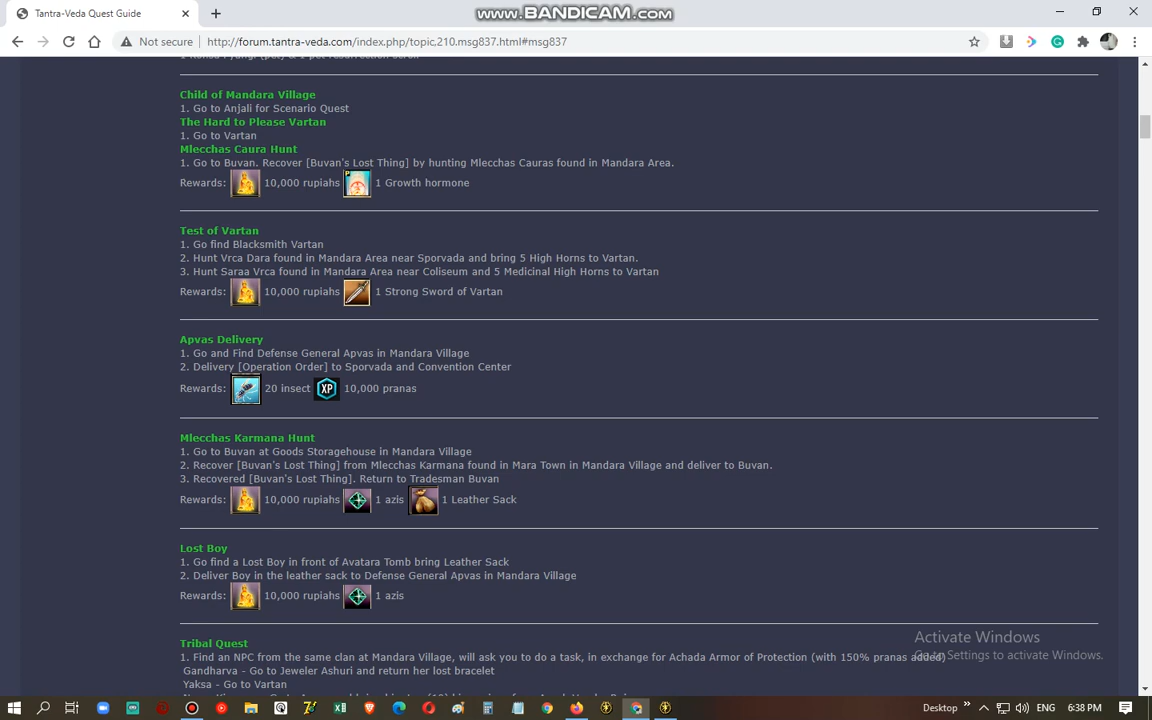 Tantra-Veda Quest Guide
www.BANDICAM.com
Not secure
http://forum.tantra-veda.com/index.php/topic,210.msg837.html#msg837
Child of Mandara Village
1. Go to Anjali for Scenario Quest
The Hard to Please Vartan
1. Go to Vartan
Mlecchas Caura Hunt
1. Go to Buvan. Recover [Buvan's Lost Thing] by hunting Mlecchas Cauras found in Mandara Area.
Rewards: 10,000 rupiahs 1 Growth hormone
Test of Vartan
1. Go find Blacksmith Vartan
2. Hunt Vrca Dara found in Mandara Area near Sporvada and bring 5 High Horns to Vartan.
3. Hunt Saraa Vrca found in Mandara Area near Coliseum and 5 Medicinal High Horns to Vartan
Rewards: 10,000 rupiahs 1 Strong Sword of Vartan
Apvas Delivery
1. Go and Find Defense General Apvas in Mandara Village
2. Delivery [Operation Order] to Sporvada and Convention Center
Rewards: 20 insect XP 10,000 pranas
Mlecchas Karmana Hunt
1. Go to Buvan at Goods Storagehouse in Mandara Village
2. Recover [Buvan's Lost Thing] from Mlecchas Karmana found in Mara Town in Mandara Village and deliver to Buvan.
3. Recovered [Buvan's Lost Thing]. Return to Tradesman Buvan
Rewards: 10,000 rupiahs 1 azis 1 Leather Sack
Lost Boy
1. Go find a Lost Boy in front of Avatara Tomb bring Leather Sack
2. Deliver Boy in the leather sack to Defense General Apvas in Mandara Village
Rewards: 10,000 rupiahs 1 azis
Activate Windows
Go to Settings to activate Windows.
Tribal Quest
1. Find an NPC from the same clan at Mandara Village, will ask you to do a task, in exchange for Achada Armor of Protection (with 150% pranas added)
Gandharva - Go to Jeweler Ashuri and return her lost bracelet
Yaksa - Go to Vartan
Desktop ENG 6:38 PM